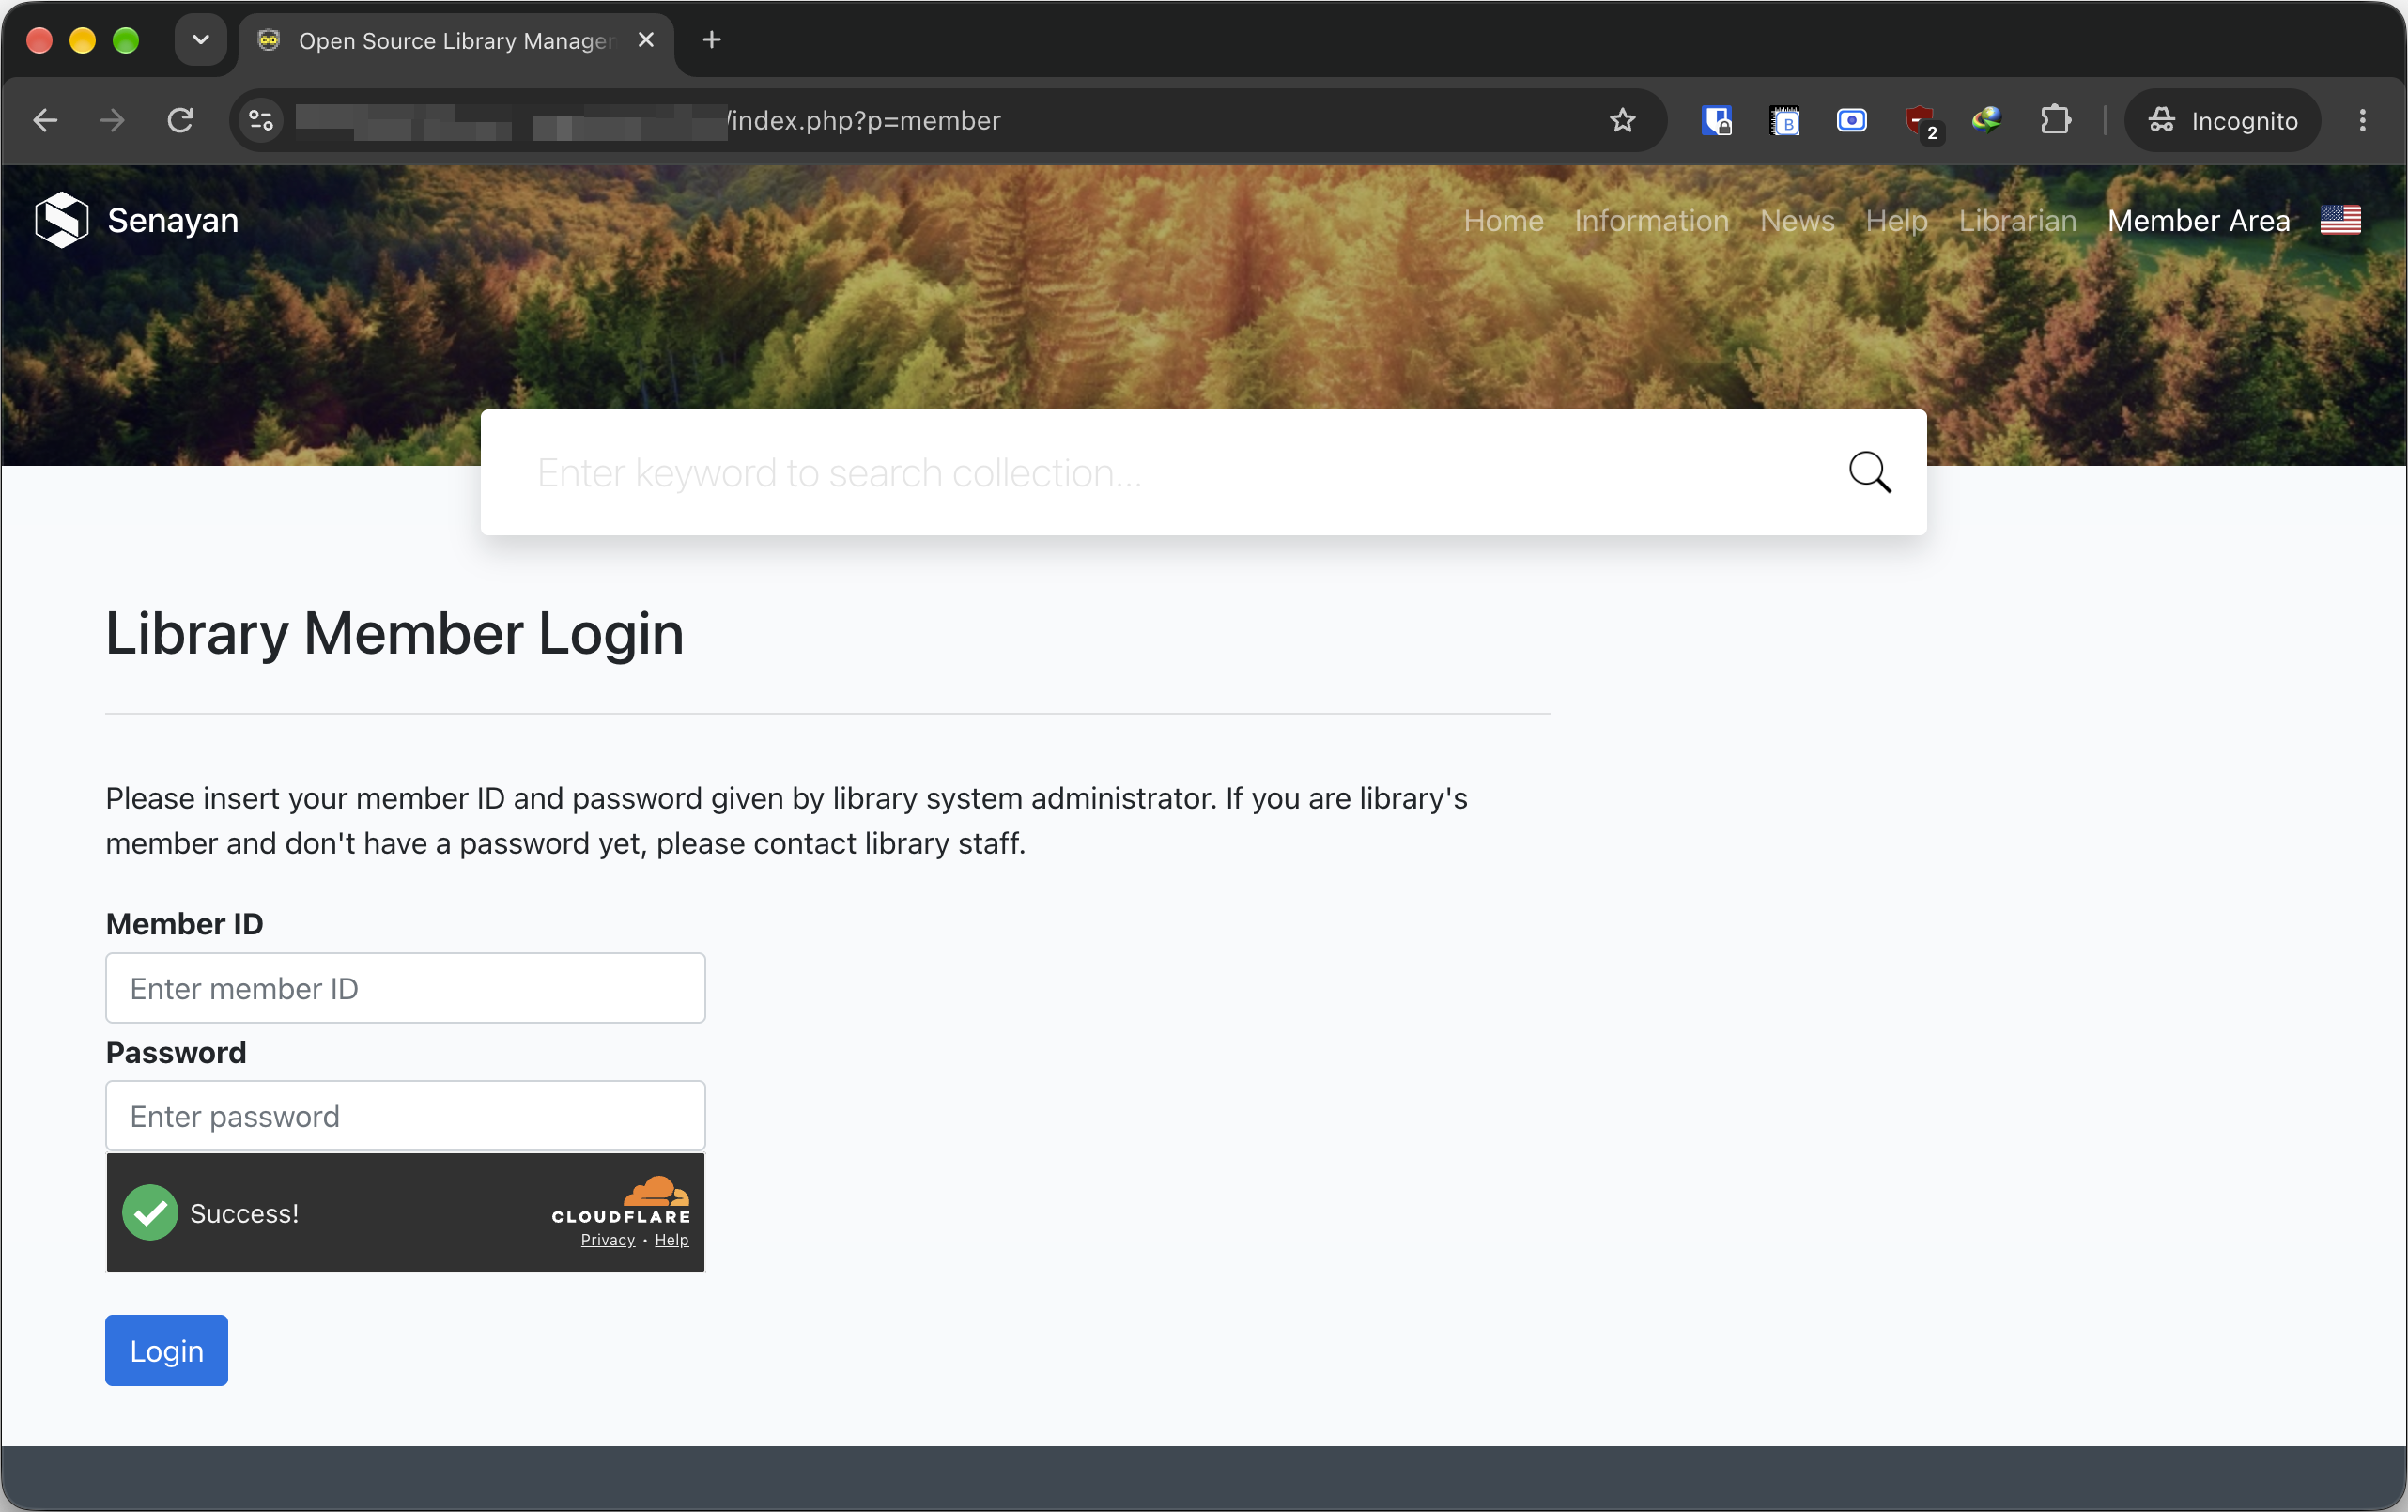 Open Source Library Manager
/index.php?p=member
2
Incognito
Senayan
Home Information News Help Librarian Member Area
Enter keyword to search collection...
Library Member Login
Please insert your member ID and password given by library system administrator. If you are library's
member and don't have a password yet, please contact library staff.
Member ID
Enter member ID
Password
Enter password
Success!
CLOUDFLARE
Privacy • Help
Login